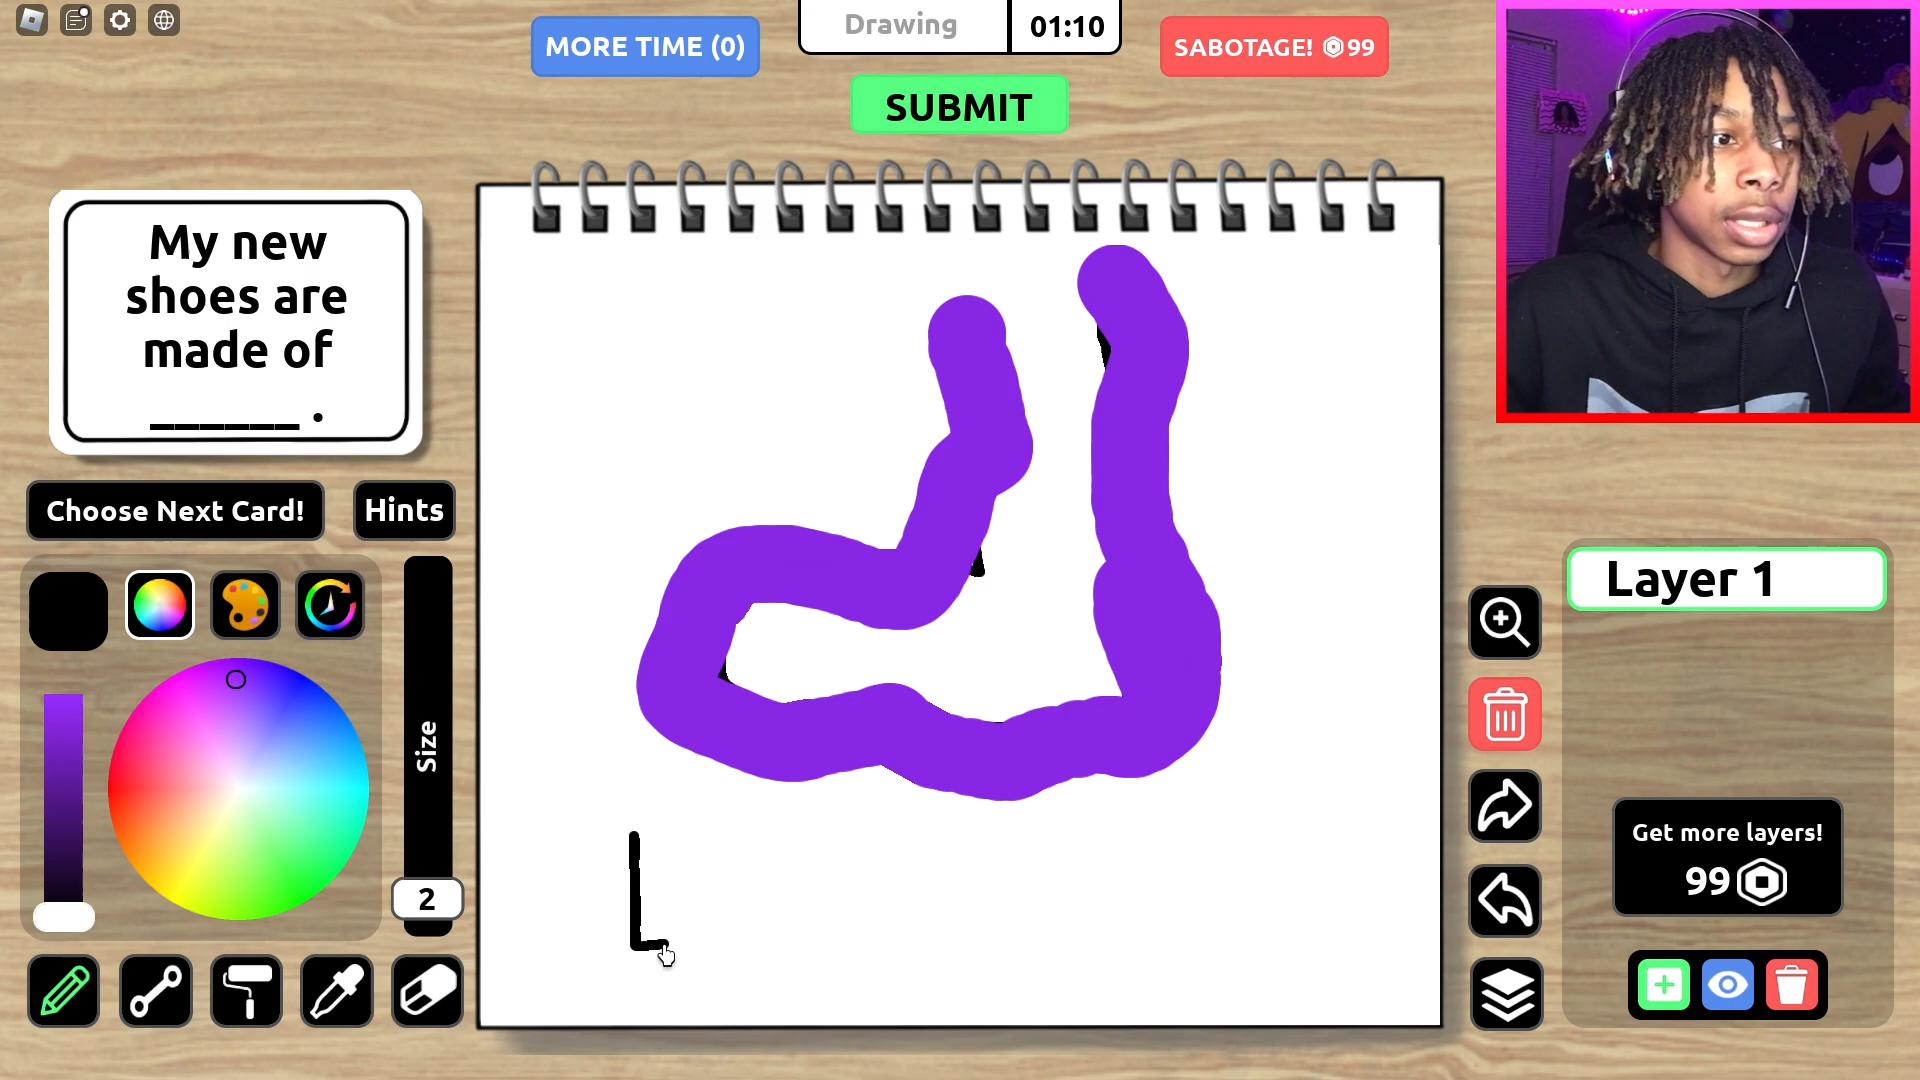 Drawing
01:10
MORE TIME (0)
SABOTAGE! 99
SUBMIT
My new
shoes are
made of
______ .
Choose Next Card!
Hints
Size
2
Layer 1
Get more layers!
99
L